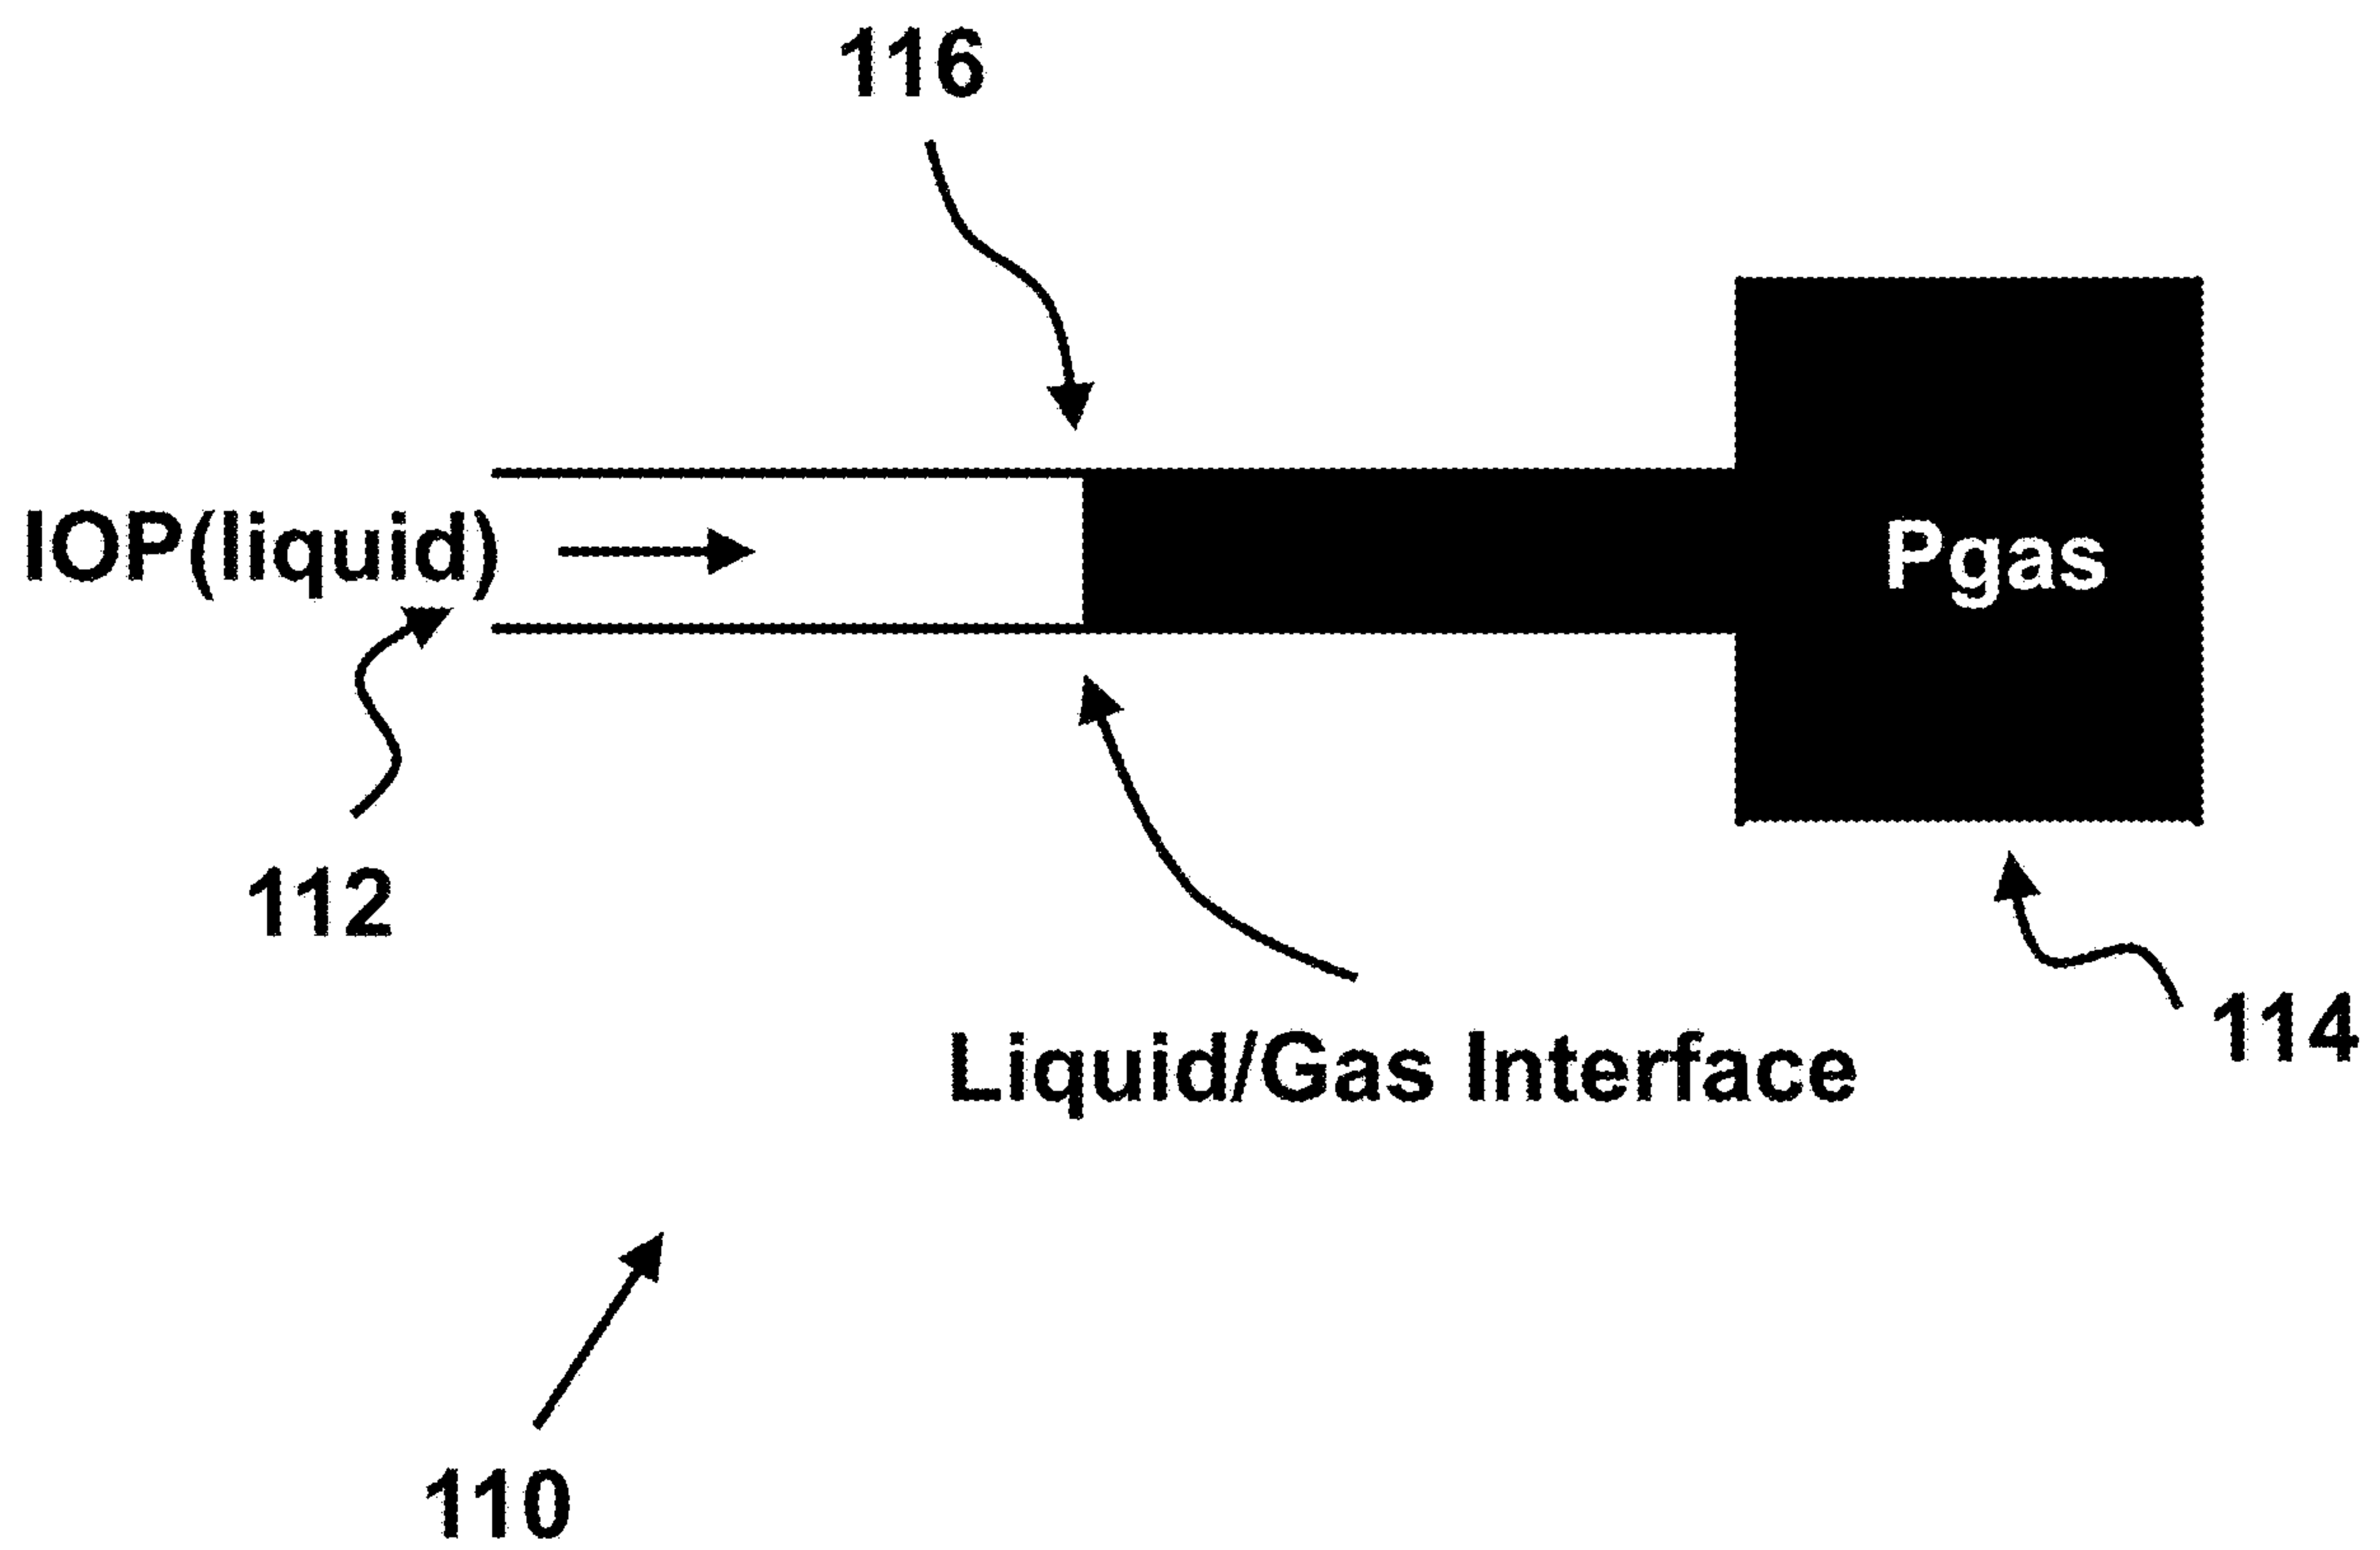 116
IOP(liquid)
Pgas
112
114
Liquid/Gas Interface
110